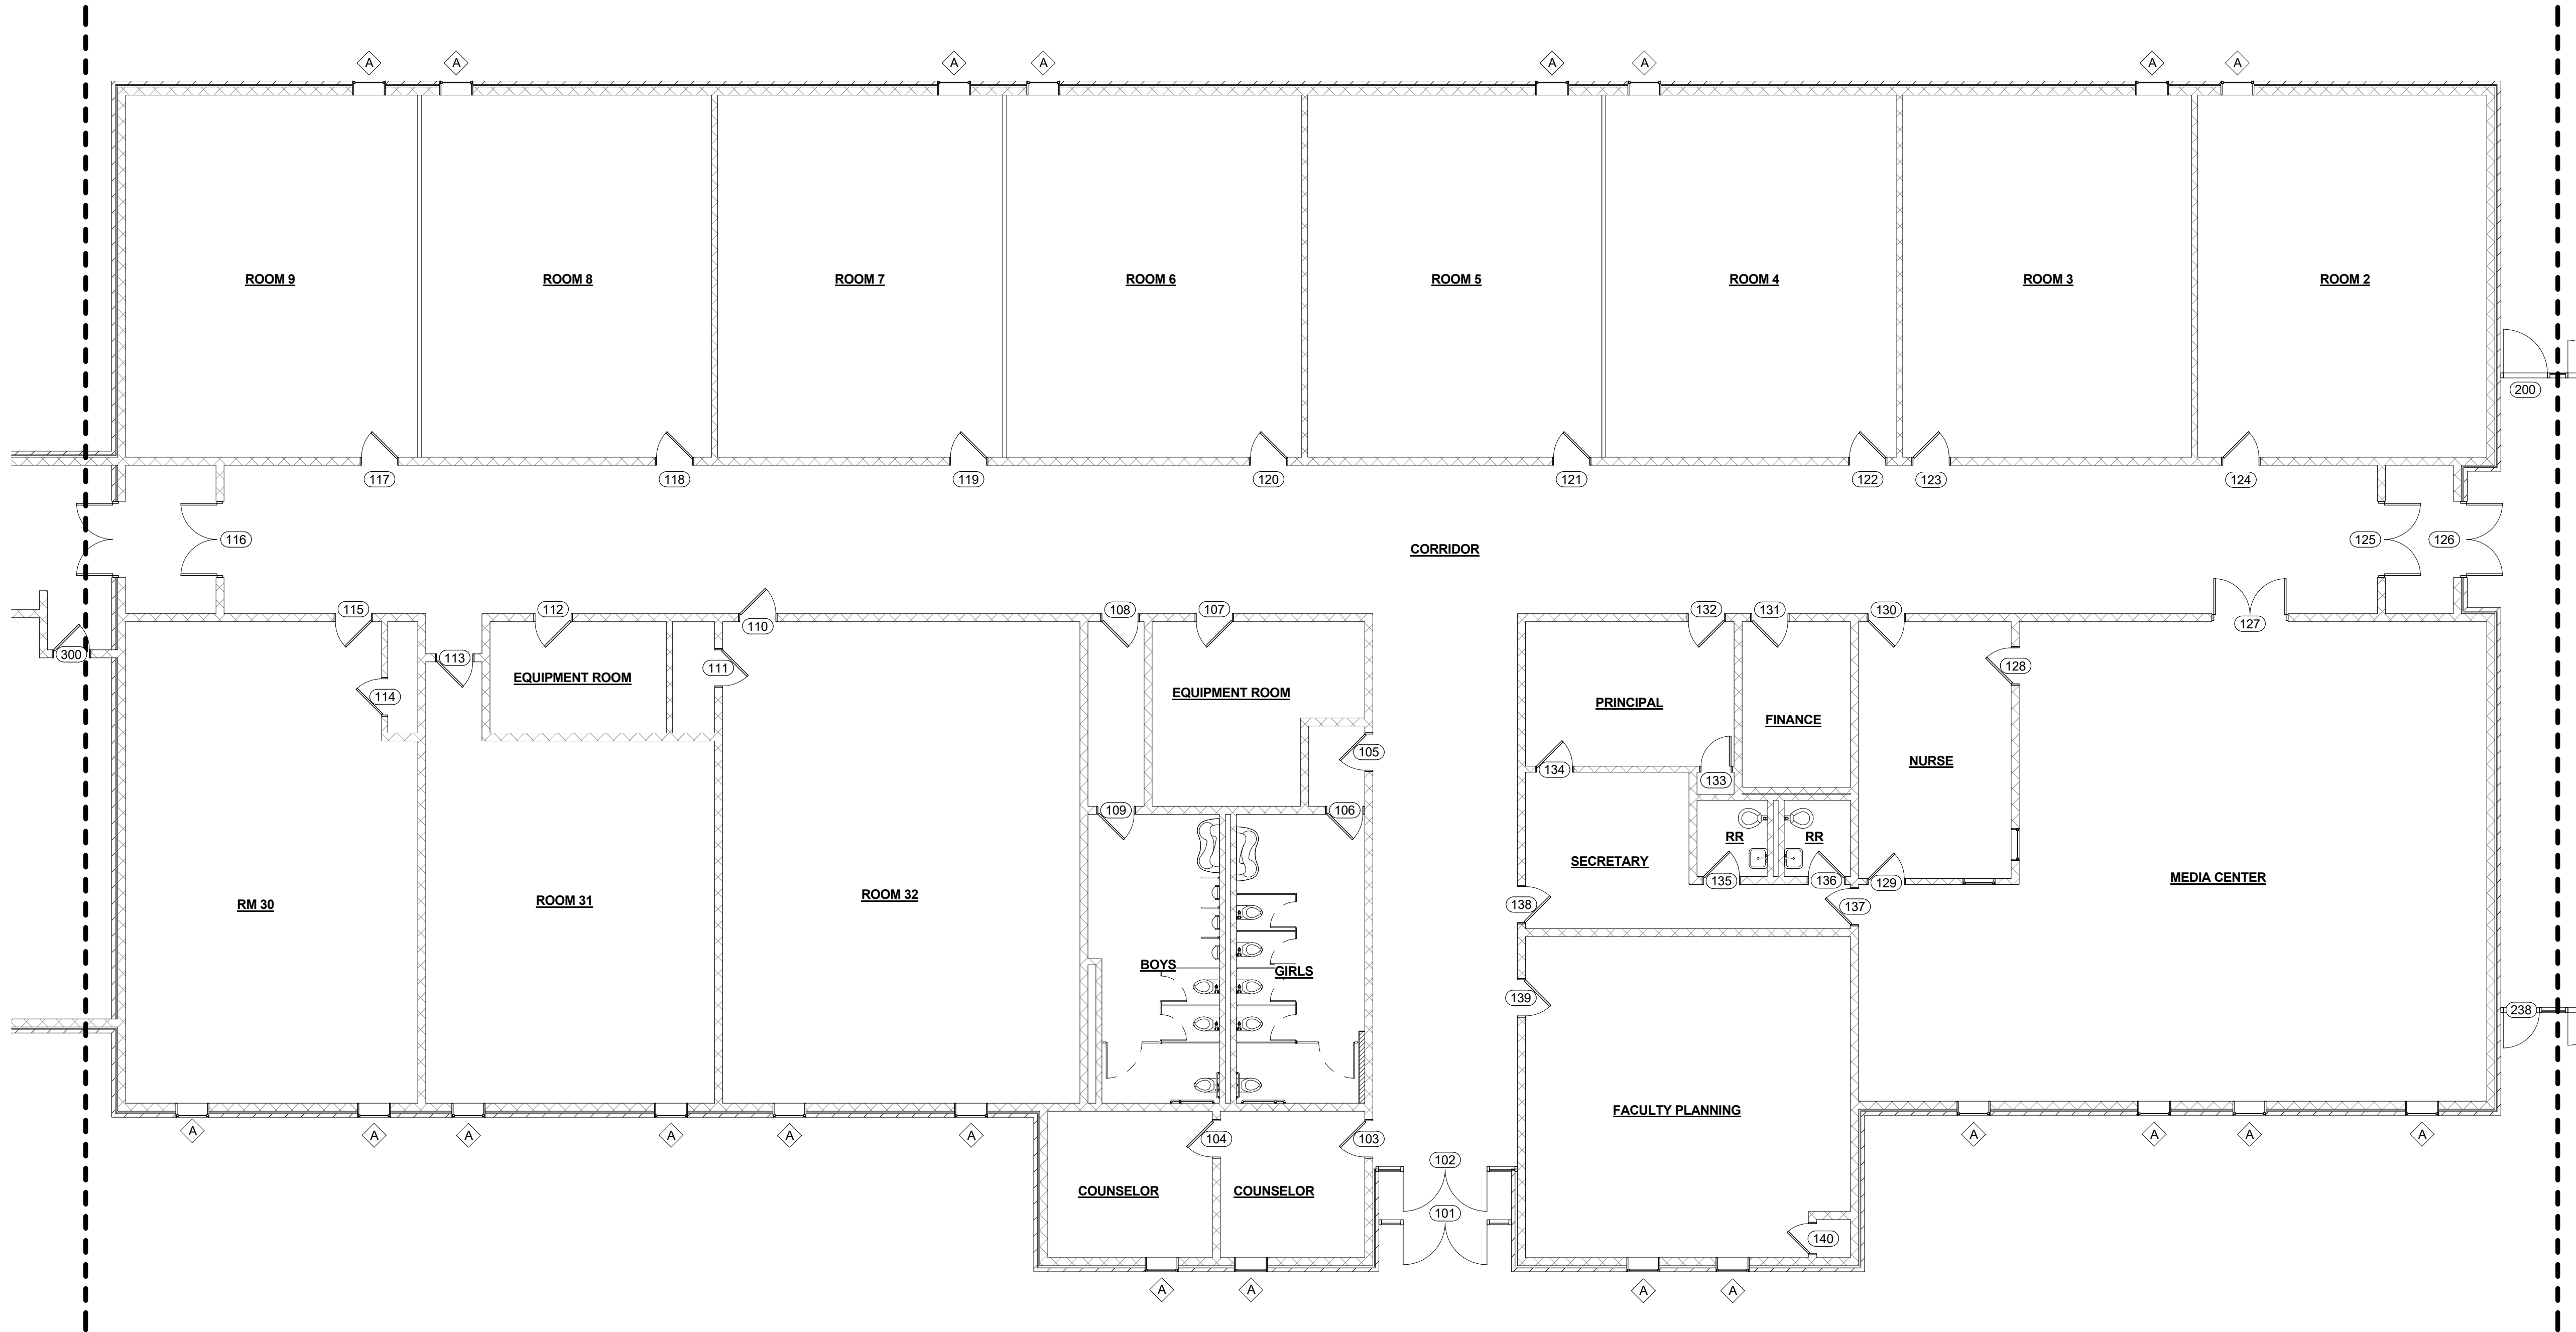 A A A A A A A A
ROOM 9 ROOM 8 ROOM 7 ROOM 6 ROOM 5 ROOM 4 ROOM 3 ROOM 2
200
117 118 119 120 121 122 123 124
116 125 126
CORRIDOR
115 112 110 108 107 132 131 130 127
300 113 111 128
EQUIPMENT ROOM
114
EQUIPMENT ROOM
PRINCIPAL
FINANCE
105
NURSE
134 133
109 106
RR RR
SECRETARY
135 136 129
MEDIA CENTER
ROOM 32
ROOM 31
RM 30
138 137
BOYS
GIRLS
139
238
FACULTY PLANNING
A A A A A A A A A A
104 103
102
COUNSELOR COUNSELOR
101
140
A A A A